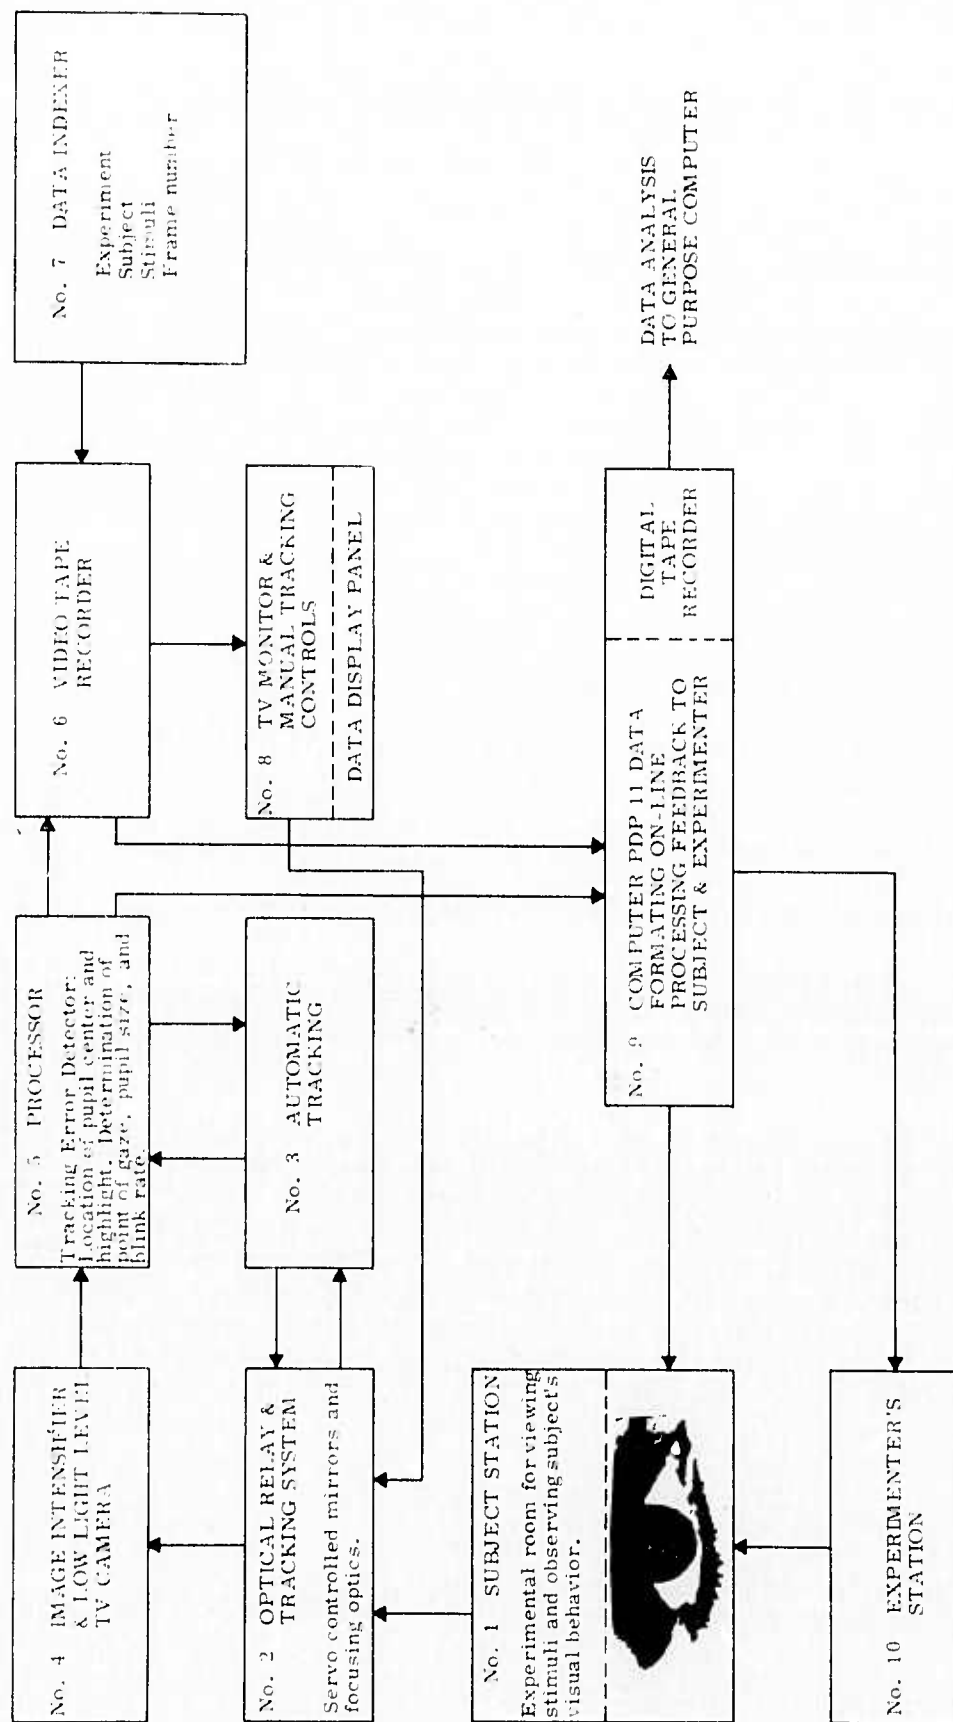 No. 4 IMAGE INTENSIFIER
& LOW LIGHT LEVEL
TV CAMERA
No. 5 PROCESSOR
Tracking Error Detector:
Location of pupil center and
highlight. Determination of
point of gaze, pupil size, and
blink rate.
No. 6 VIDEO TAPE
RECORDER
No. 7 DATA INDEXER
Experiment
Subject
Stimuli
Frame number
No. 2 OPTICAL RELAY &
TRACKING SYSTEM
Servo controlled mirrors and
focusing optics.
No. 3 AUTOMATIC
TRACKING
No. 8 TV MONITOR &
MANUAL TRACKING
CONTROLS
DATA DISPLAY PANEL
No. 1 SUBJECT STATION
Experimental room for viewing
stimuli and observing subject's
visual behavior.
No. 9 COMPUTER PDP 11 DATA
FORMATING ON-LINE
PROCESSING FEEDBACK TO
SUBJECT & EXPERIMENTER
DIGITAL
TAPE
RECORDER
DATA ANALYSIS
TO GENERAL
PURPOSE COMPUTER
No. 10 EXPERIMENTER'S
STATION